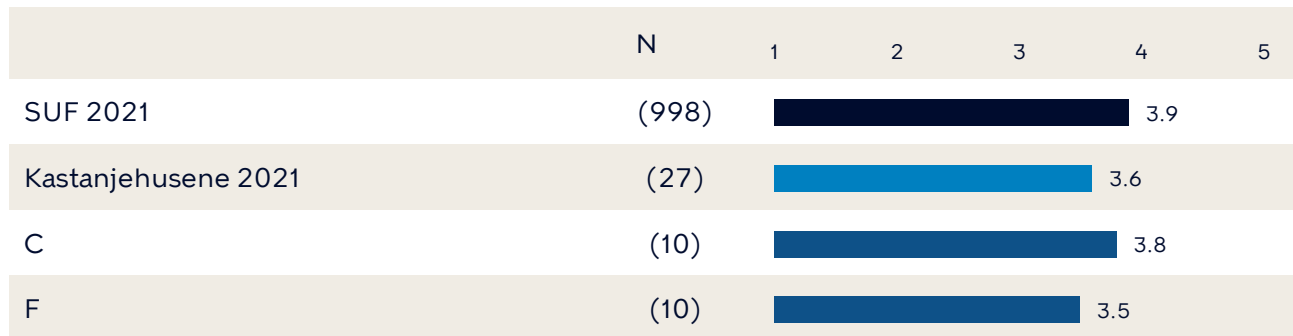 N 1 2 3 4 5
SUF 2021 (998) 3.9
Kastanjehusene 2021 (27) 3.6
C (10) 3.8
F (10) 3.5